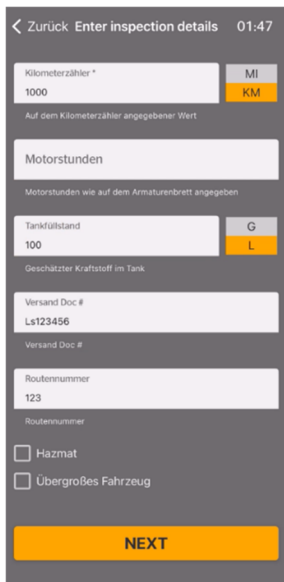 Zurück Enter inspection details 01:47
Kilometerzähler *
1000
MI
KM
Auf dem Kilometerzähler angegebener Wert
Motorstunden
Motorstunden wie auf dem Armaturenbrett angegeben
Tankfüllstand
100
G
L
Geschätzter Kraftstoff im Tank
Versand Doc #
Ls123456
Versand Doc #
Routennummer
123
Routennummer
Hazmat
Übergroßes Fahrzeug
NEXT